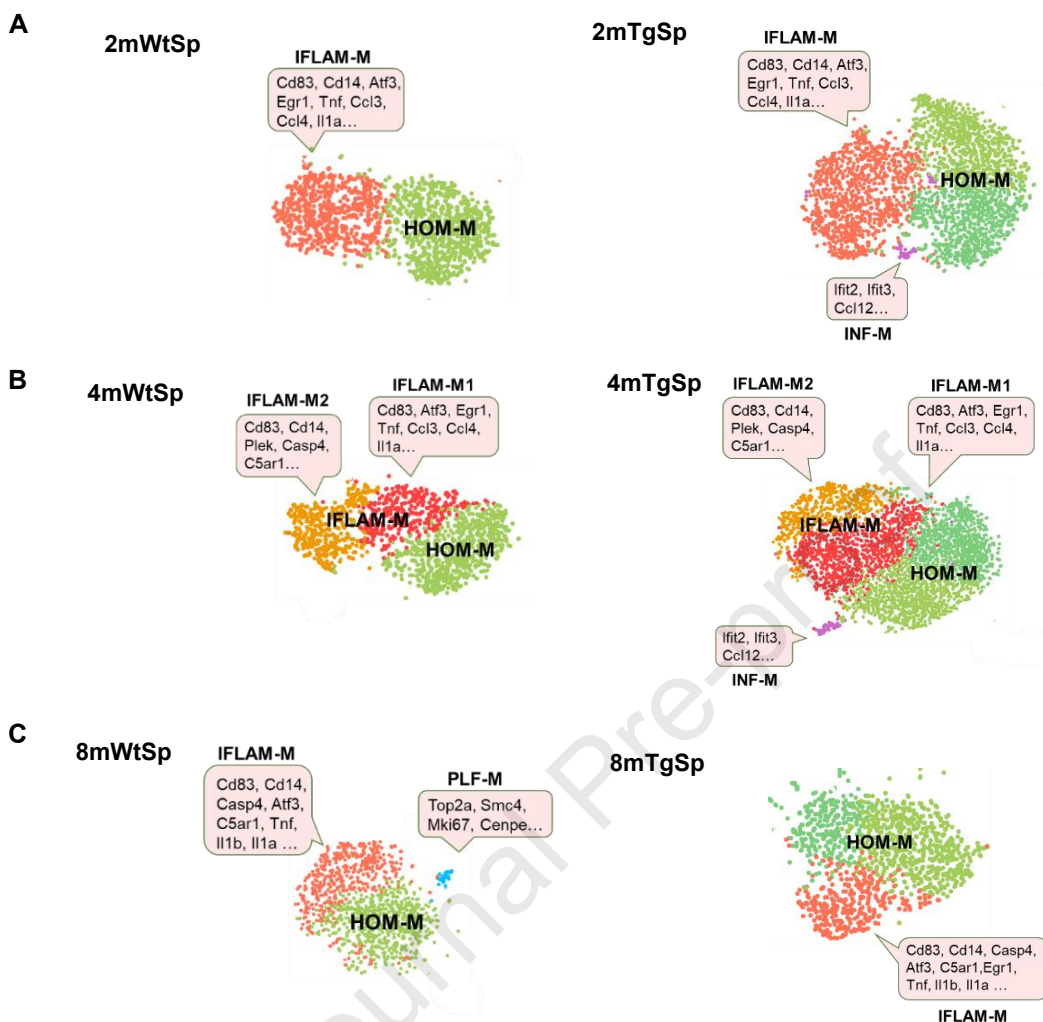 A
2mWtSp
IFLAM-M
Cd83, Cd14, Atf3,
Egr1, Tnf, Ccl3,
Ccl4, Il1a…
HOM-M
2mTgSp
IFLAM-M
Cd83, Cd14, Atf3,
Egr1, Tnf, Ccl3,
Ccl4, Il1a…
HOM-M
Ifit2, Ifit3,
Ccl12…
INF-M
B
4mWtSp
IFLAM-M2
Cd83, Cd14,
Plek, Casp4,
C5ar1…
IFLAM-M1
Cd83, Atf3, Egr1,
Tnf, Ccl3, Ccl4,
Il1a…
IFLAM-M
HOM-M
4mTgSp
IFLAM-M2
Cd83, Cd14,
Plek, Casp4,
C5ar1…
IFLAM-M1
Cd83, Atf3, Egr1,
Tnf, Ccl3, Ccl4,
Il1a…
IFLAM-M
HOM-M
Ifit2, Ifit3,
Ccl12…
INF-M
C
8mWtSp
IFLAM-M
Cd83, Cd14,
Casp4, Atf3,
C5ar1, Tnf,
Il1b, Il1a …
PLF-M
Top2a, Smc4,
Mki67, Cenpe…
HOM-M
8mTgSp
HOM-M
Cd83, Cd14, Casp4,
Atf3, C5ar1,Egr1,
Tnf, Il1b, Il1a …
IFLAM-M
Journal Pre-proof